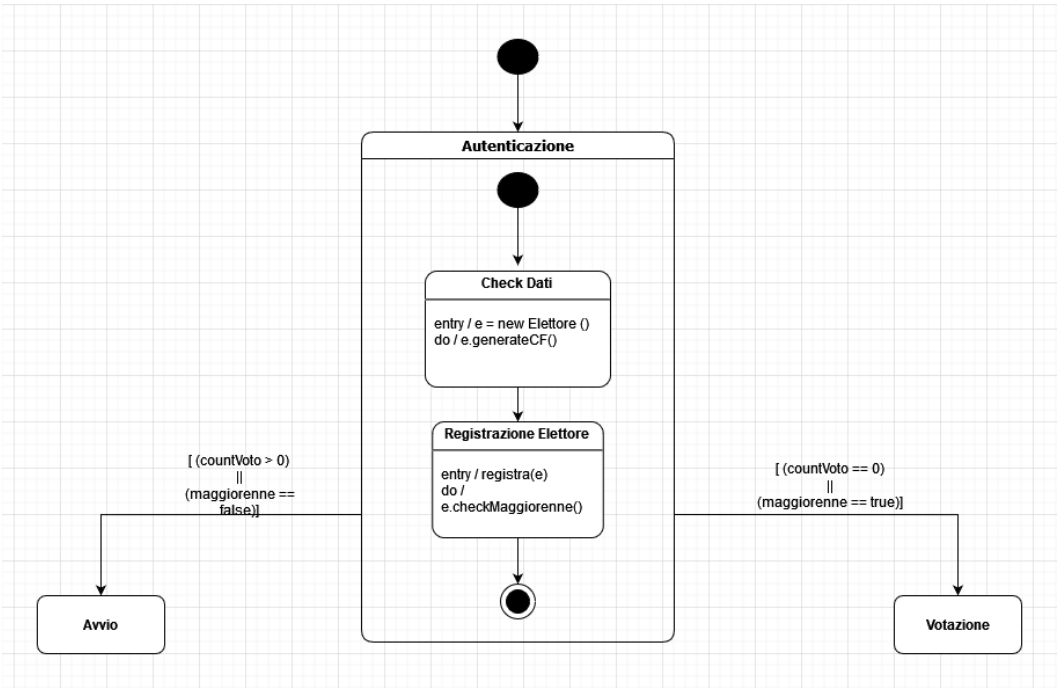 Autenticazione
Check Dati
entry / e = new Elettore ()
do / e.generateCF()
Registrazione Elettore
entry / registra(e)
do /
e.checkMaggiorenne()
[ (countVoto > 0)
||
(maggiorenne ==
false)]
[ (countVoto == 0)
||
(maggiorenne == true)]
Avvio
Votazione